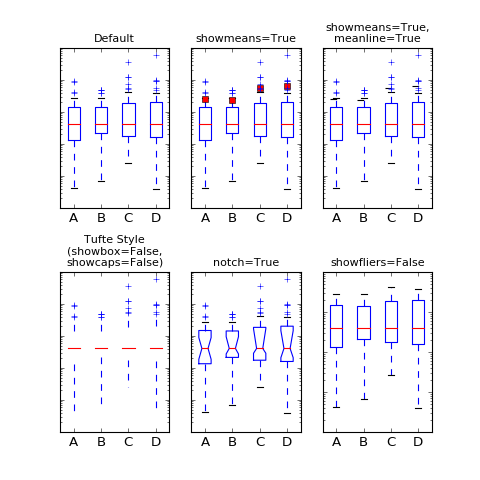 Default
showmeans=True
showmeans=True,
meanline=True
A B C D
A B C D
A B C D
Tufte Style
(showbox=False,
showcaps=False)
notch=True
showfliers=False
A B C D
A B C D
A B C D